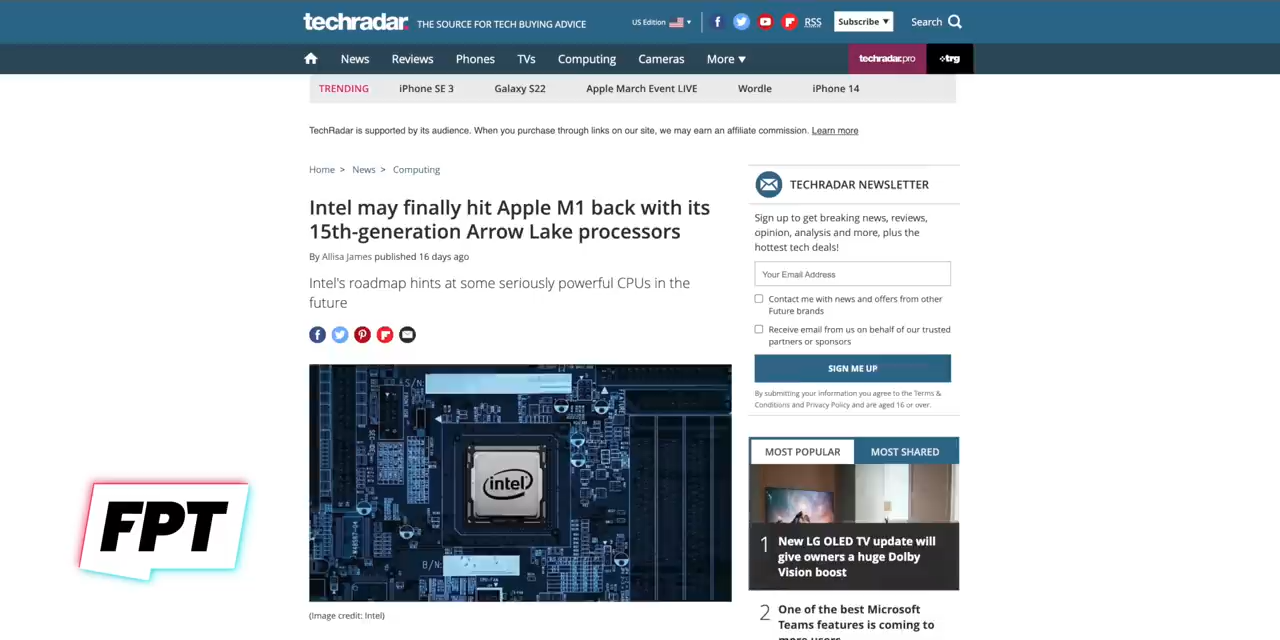 techradar. THE SOURCE FOR TECH BUYING ADVICE
US Edition
RSS
Subscribe
Search
News
Reviews
Phones
TVs
Computing
Cameras
More
techradar.pro
trg
TRENDING
iPhone SE 3
Galaxy S22
Apple March Event LIVE
Wordle
iPhone 14
TechRadar is supported by its audience. When you purchase through links on our site, we may earn an affiliate commission. Learn more
Home > News > Computing
Intel may finally hit Apple M1 back with its
15th-generation Arrow Lake processors
By Allisa James published 16 days ago
Intel's roadmap hints at some seriously powerful CPUs in the
future
S/N:
intel
B/N:
(Image credit: Intel)
FPT
TECHRADAR NEWSLETTER
Sign up to get breaking news, reviews,
opinion, analysis and more, plus the
hottest tech deals!
Your Email Address
Contact me with news and offers from other
Future brands
Receive email from us on behalf of our trusted
partners or sponsors
SIGN ME UP
By submitting your information you agree to the Terms &
Conditions and Privacy Policy and are aged 16 or over.
MOST POPULAR
MOST SHARED
1 New LG OLED TV update will
give owners a huge Dolby
Vision boost
2 One of the best Microsoft
Teams features is coming to
more users